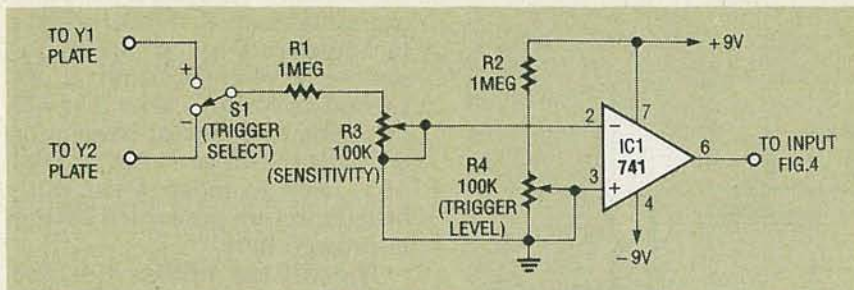 TO Y1
PLATE
+
−
TO Y2
PLATE
S1
(TRIGGER
SELECT)
R1
1MEG
R3
100K
(SENSITIVITY)
R2
1MEG
R4
100K
(TRIGGER
LEVEL)
+9V
7
2
−
IC1
741
3
+
6
4
−9V
TO INPUT
FIG.4